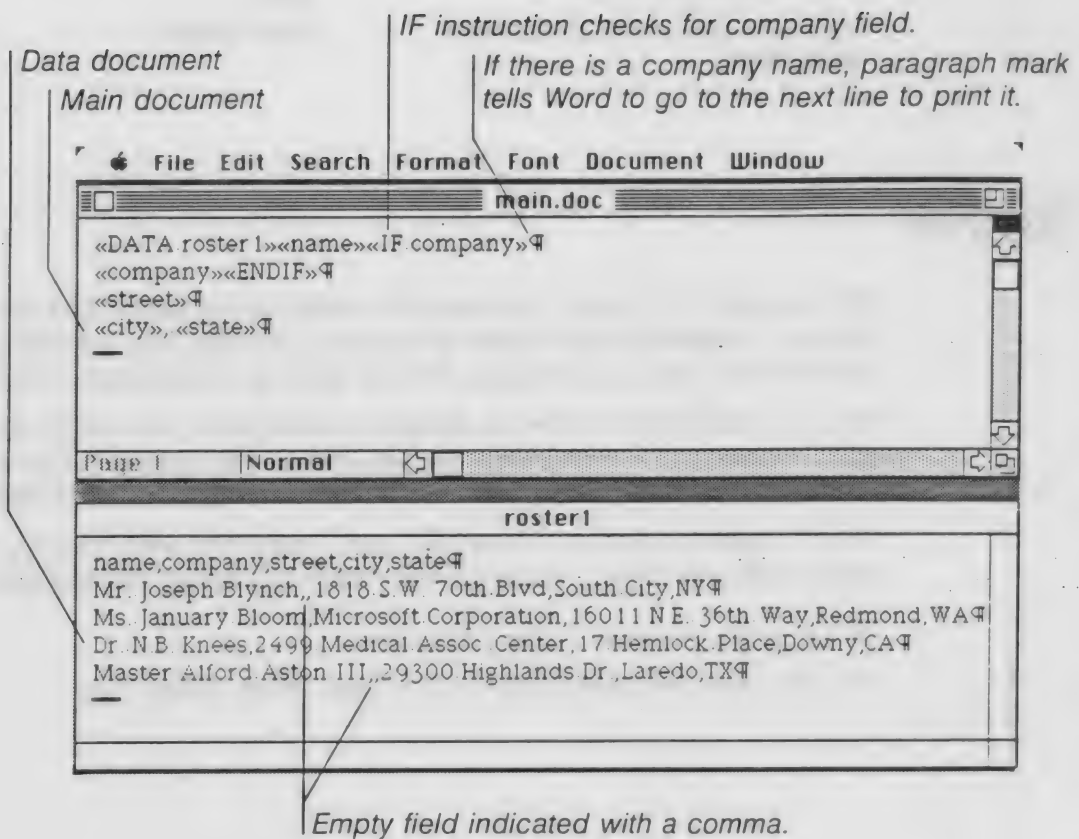 IF instruction checks for company field.
Data document
If there is a company name, paragraph mark
Main document
tells Word to go to the next line to print it.
File Edit Search Format Font Document Window
main.doc
«DATA roster1»«name»«IF company»¶
«company»«ENDIF»¶
«street»¶
«city», «state»¶
Page 1 Normal
roster1
name,company,street,city,state¶
Mr. Joseph Blynch,,1818 S.W. 70th Blvd,South City,NY¶
Ms. January Bloom,Microsoft Corporation,16011 N.E. 36th Way,Redmond,WA¶
Dr. N.B. Knees,2499 Medical Assoc. Center,17 Hemlock Place,Downy,CA¶
Master Alford Aston III,,29300 Highlands Dr.,Laredo,TX¶
Empty field indicated with a comma.